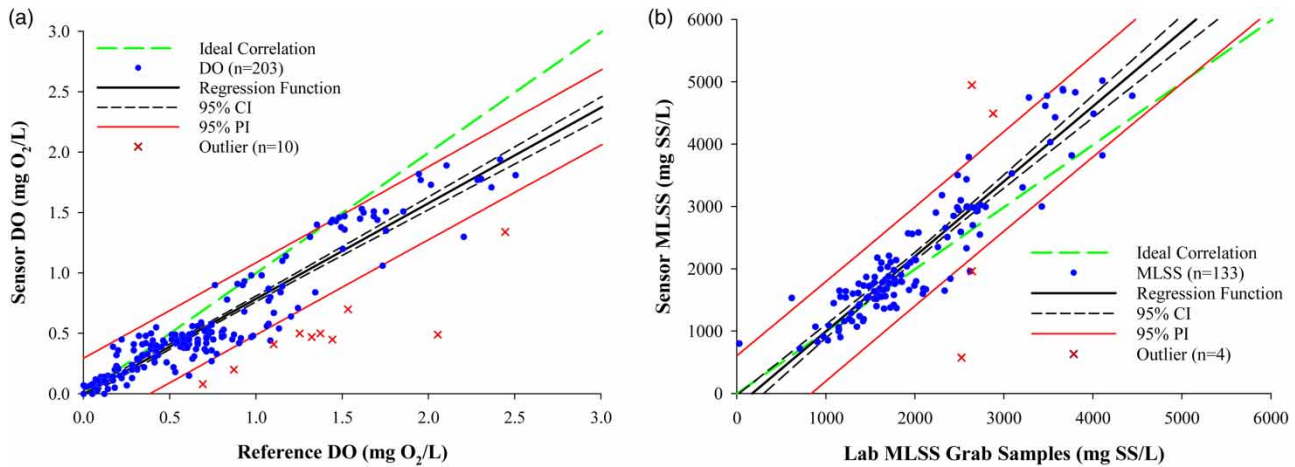 (a)
3.0
2.5
2.0
1.5
1.0
0.5
0.0
Sensor DO (mg O2/L)
Ideal Correlation
DO (n=203)
Regression Function
95% CI
95% PI
Outlier (n=10)
0.0 0.5 1.0 1.5 2.0 2.5 3.0
Reference DO (mg O2/L)
(b)
6000
5000
4000
3000
2000
1000
0
Sensor MLSS (mg SS/L)
Ideal Correlation
MLSS (n=133)
Regression Function
95% CI
95% PI
Outlier (n=4)
0 1000 2000 3000 4000 5000 6000
Lab MLSS Grab Samples (mg SS/L)